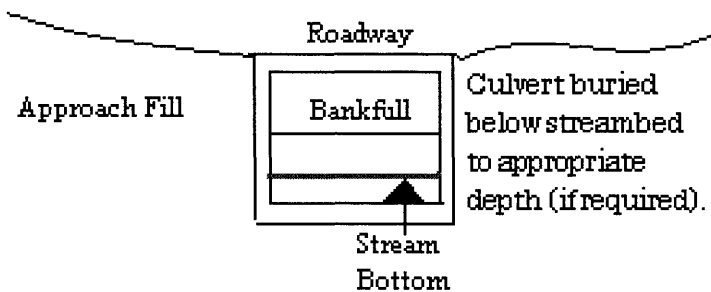 Roadway
Approach Fill
Bankfull
Culvert buried
below streambed
to appropriate
depth (if required).
Stream
Bottom